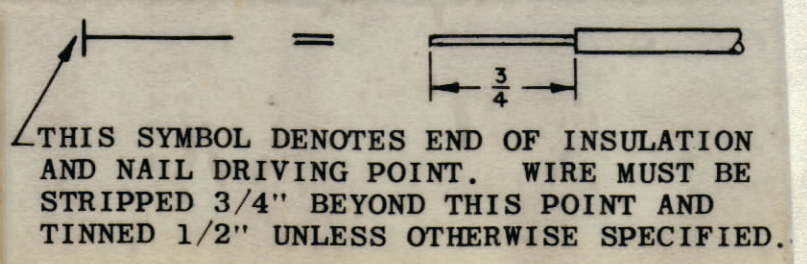 =
3/4
THIS SYMBOL DENOTES END OF INSULATION
AND NAIL DRIVING POINT. WIRE MUST BE
STRIPPED 3/4" BEYOND THIS POINT AND
TINNED 1/2" UNLESS OTHERWISE SPECIFIED.